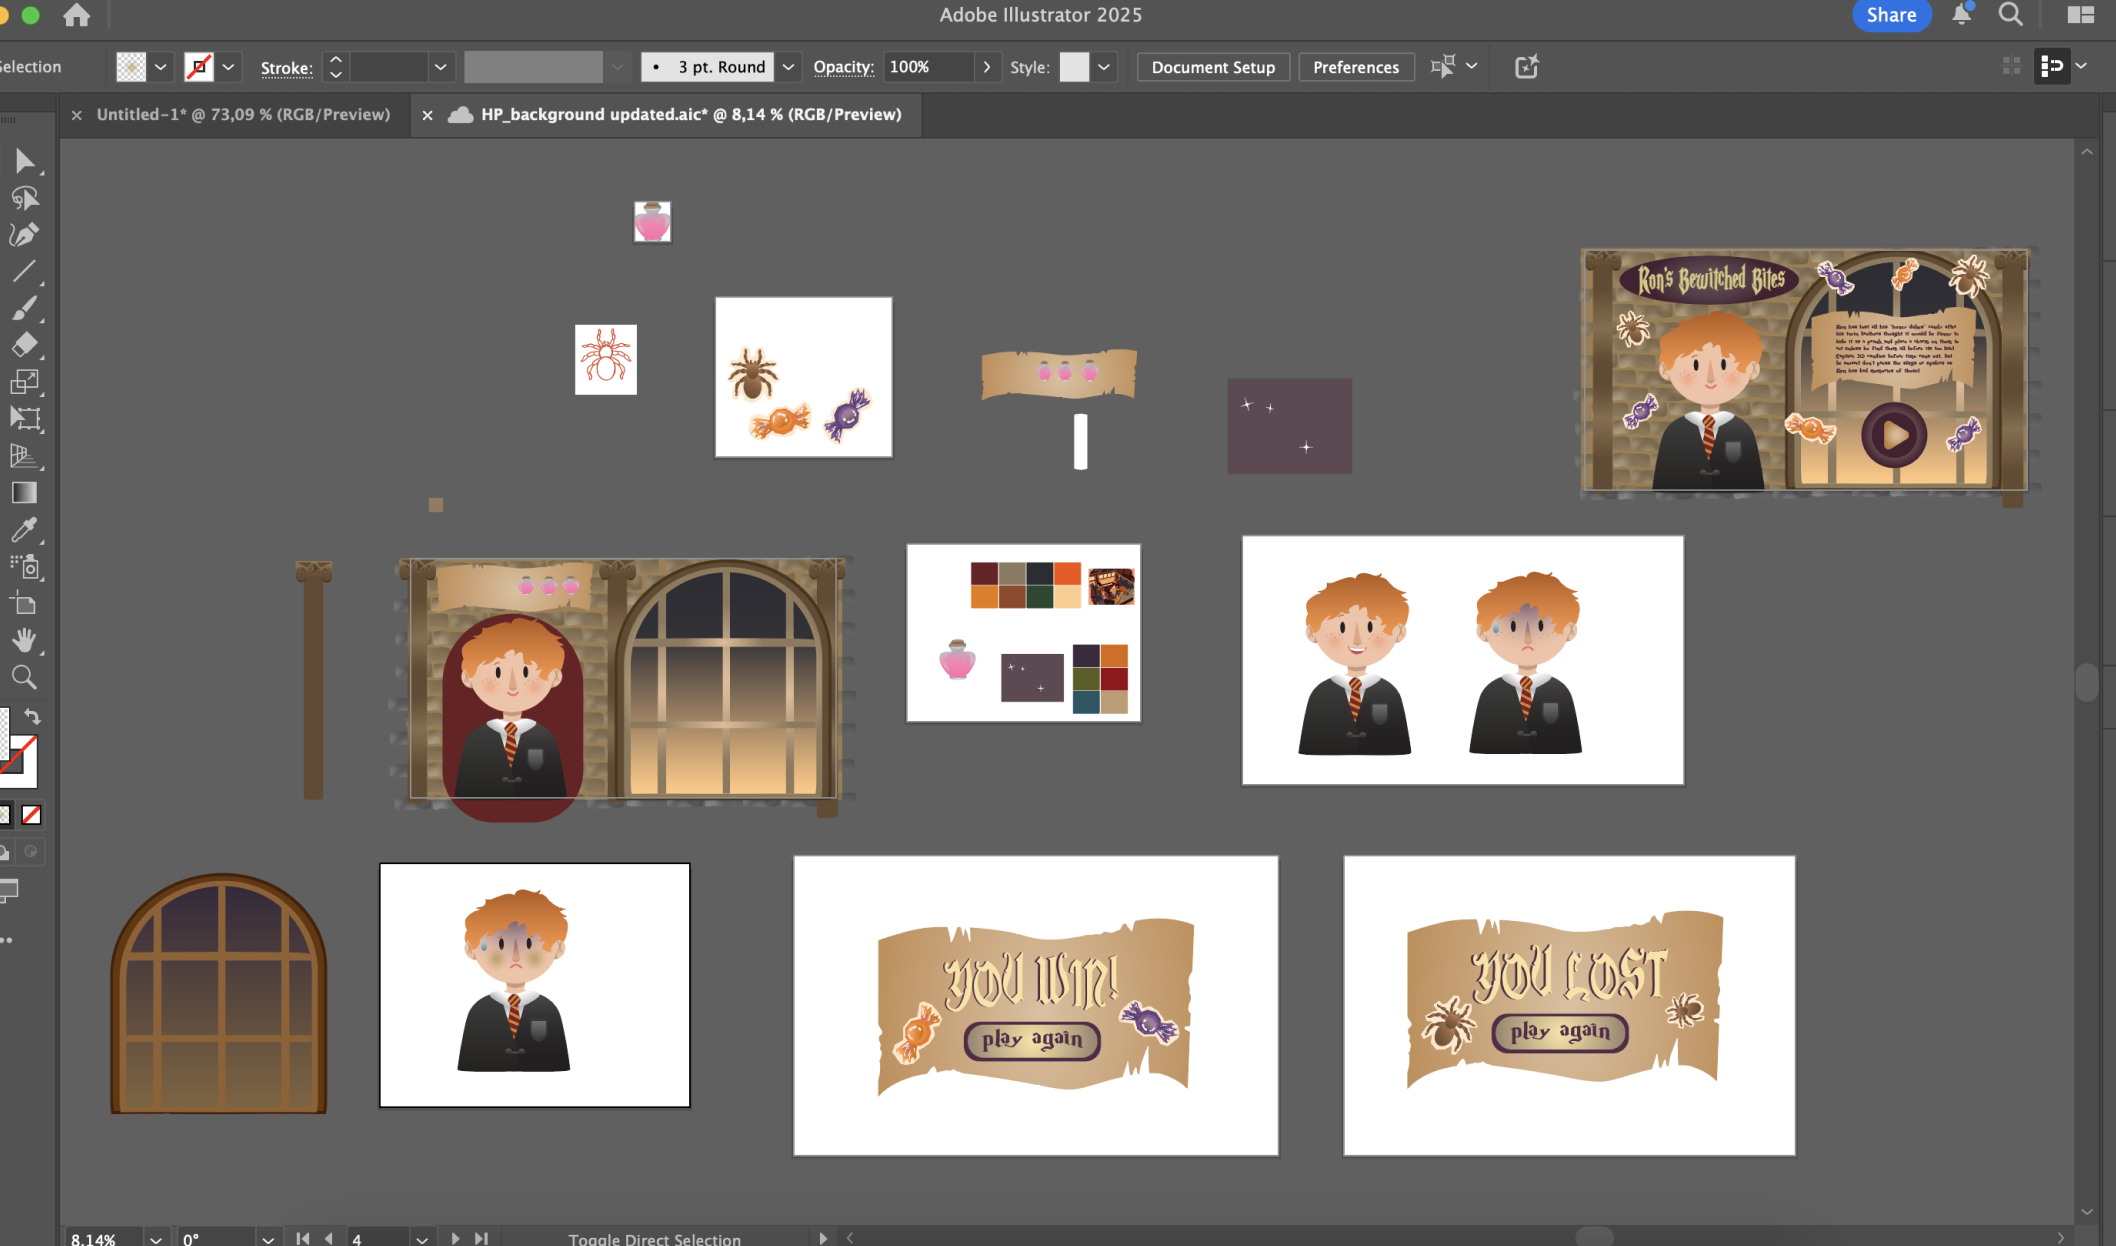 Adobe Illustrator 2025
Share
election
Stroke:
3 pt. Round
Opacity:
100%
Style:
Document Setup
Preferences
Untitled-1* @ 73,09 % (RGB/Preview)
HP_background updated.aic* @ 8,14 % (RGB/Preview)
Ron's Bewitched Bites
YOU WIN!
play again
YOU LOST
play again
8,14%
0°
4
Toggle Direct Selection